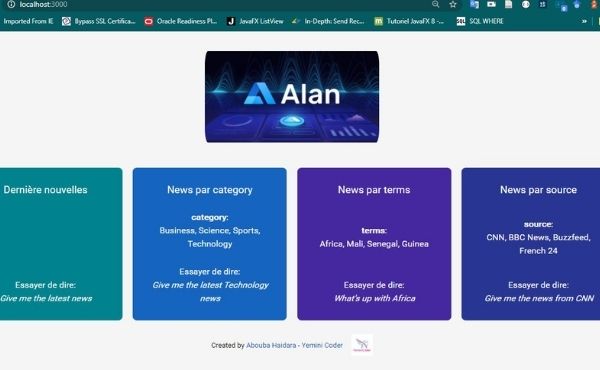 localhost:3000
Imported From IE
Bypass SSL Certifica...
Oracle Readiness Pl...
JavaFX ListView
In-Depth: Send Rec...
Tutoriel JavaFX 8 -...
SQL WHERE
»
Alan
Dernière nouvelles
Essayer de dire:
Give me the latest news
News par category
category:
Business, Science, Sports,
Technology
Essayer de dire:
Give me the latest Technology
news
News par terms
terms:
Africa, Mali, Senegal, Guinea
Essayer de dire:
What's up with Africa
News par source
source:
CNN, BBC News, Buzzfeed,
French 24
Essayer de dire:
Give me the news from CNN
Created by Abouba Haidara - Yemini Coder